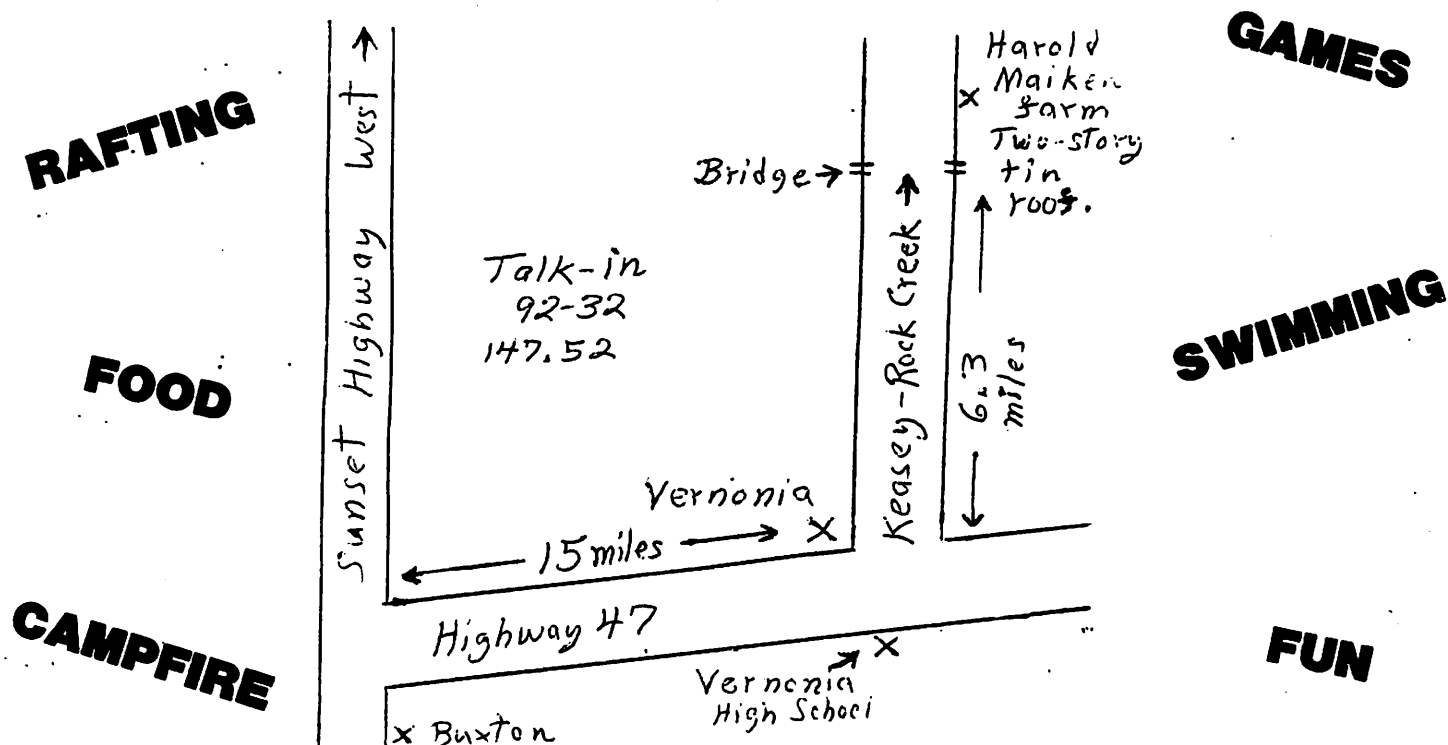 RAFTING
FOOD
CAMPFIRE
Sunset Highway West
Talk-in
92-32
147.52
Bridge
Keasey-Rock Creek
Harold
Maiken
farm
Two-story
tin
roof.
6.3
miles
Vernonia
15 miles
Highway 47
Vernonia
High School
Buxton
GAMES
SWIMMING
FUN